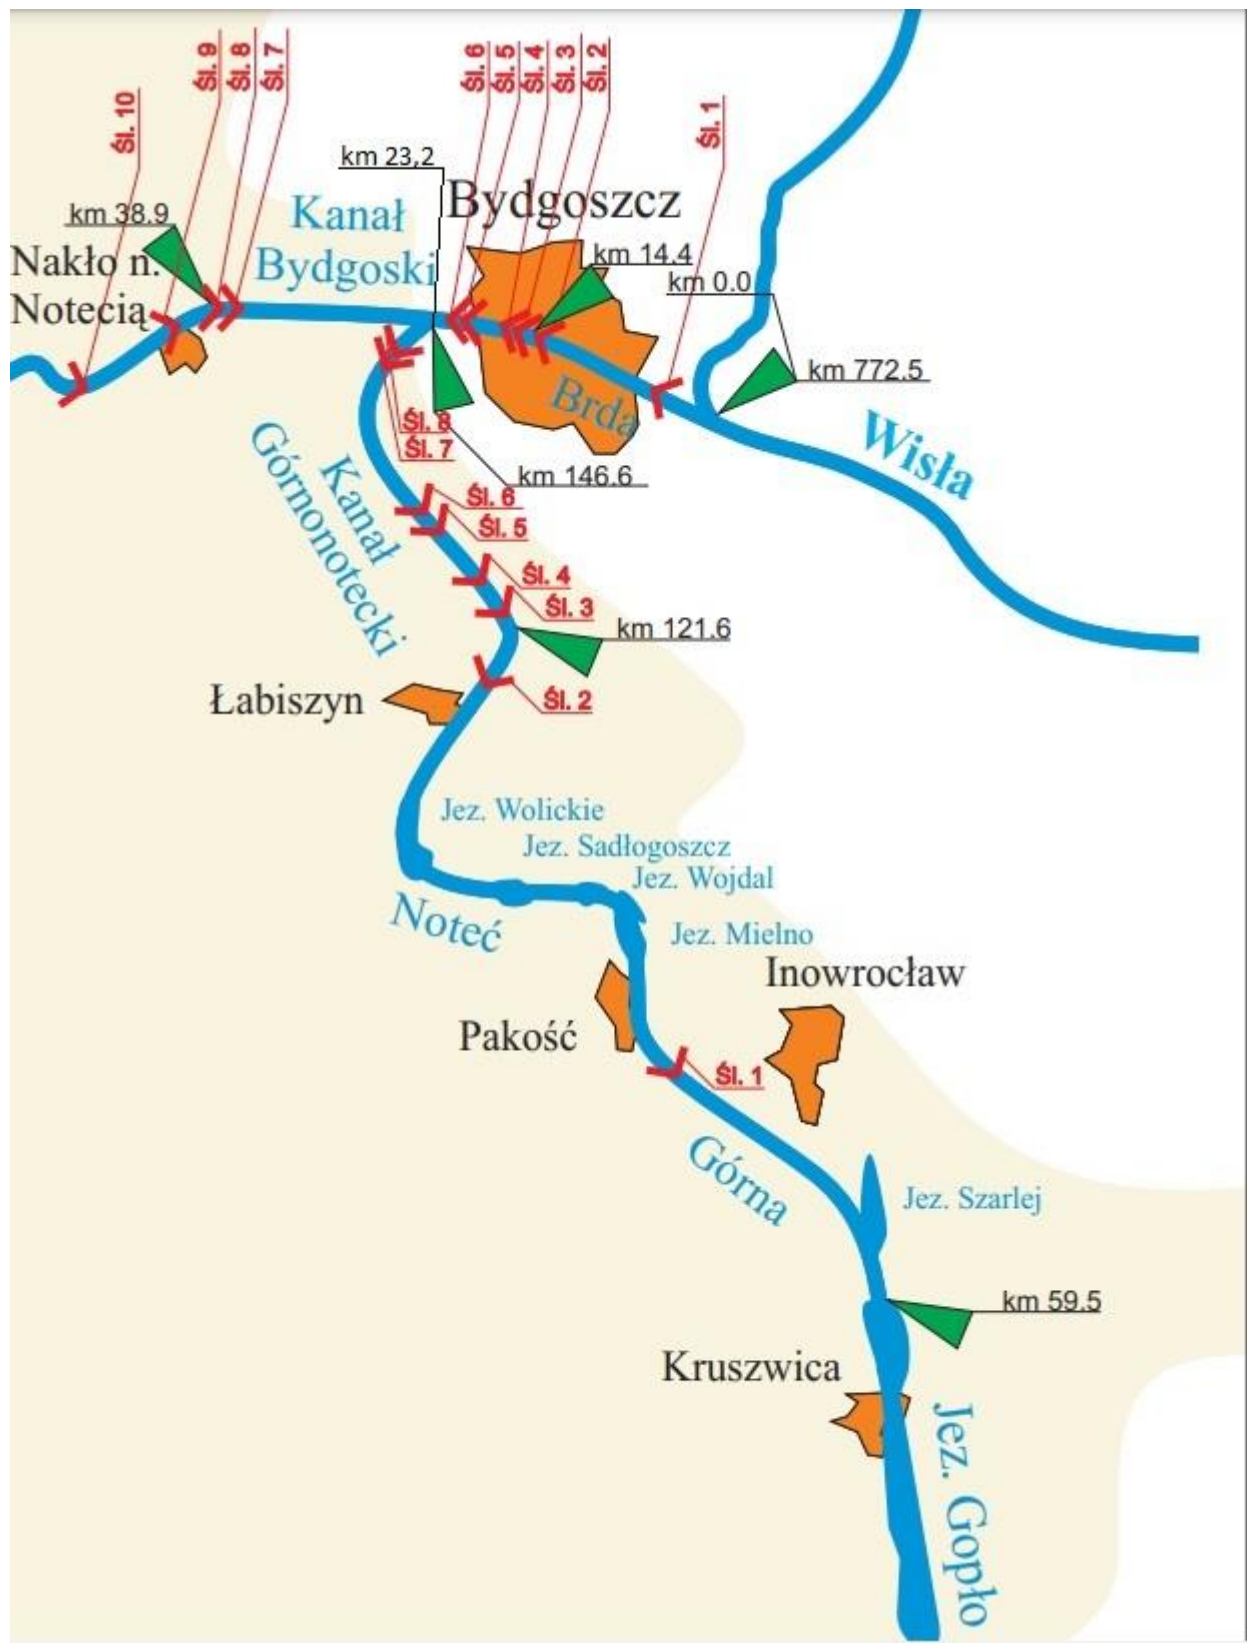 Śl. 10
Śl. 9
Śl. 8
Śl. 7
Śl. 6
Śl. 5
Śl. 4
Śl. 3
Śl. 2
Śl. 1
km 23,2
km 38.9
Kanał
Bydgoski
Bydgoszcz
Nakło n.
Notecią
km 14.4
km 0.0
km 772.5
Brda
Wisła
Śl. 8
Śl. 7
km 146.6
Kanał
Górnonotecki
Śl. 6
Śl. 5
Śl. 4
Śl. 3
km 121.6
Łabiszyn
Śl. 2
Jez. Wolickie
Jez. Sadłogoszcz
Jez. Wojdal
Noteć
Jez. Mielno
Inowrocław
Pakość
Śl. 1
Górna
Jez. Szarlej
km 59.5
Kruszwica
Jez. Gopło